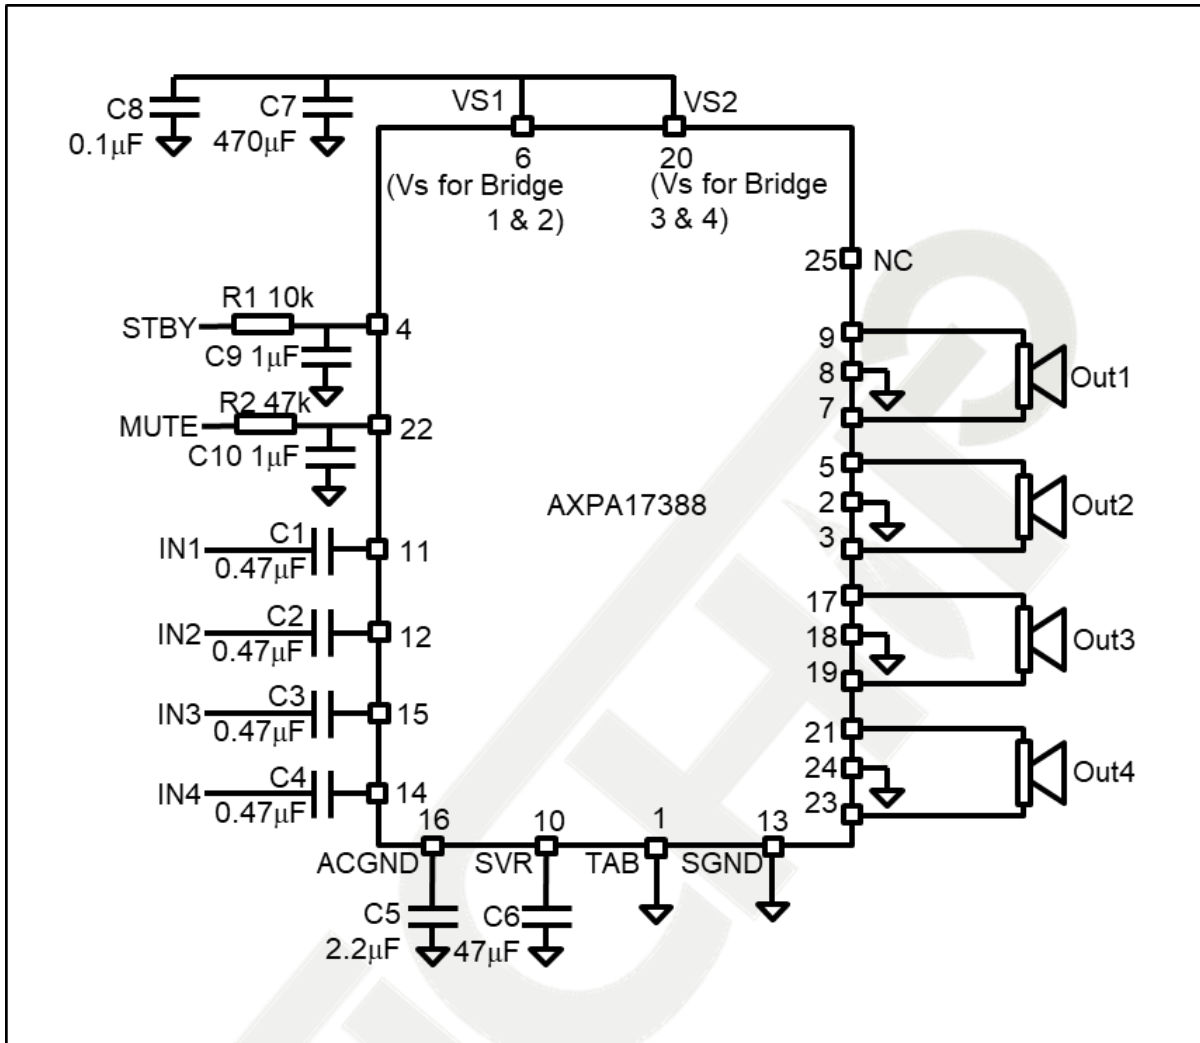 VS1
VS2
C8
0.1μF
C7
470μF
6
(Vs for Bridge
1 & 2)
20
(Vs for Bridge
3 & 4)
25 NC
STBY
R1 10k
4
C9 1μF
MUTE
R2 47k
22
C10 1μF
IN1
C1
0.47μF
11
IN2
C2
0.47μF
12
IN3
C3
0.47μF
15
IN4
C4
0.47μF
14
AXPA17388
9
8
7
Out1
5
2
3
Out2
17
18
19
Out3
21
24
23
Out4
16
ACGND
10
SVR
1
TAB
13
SGND
C5
2.2μF
C6
47μF